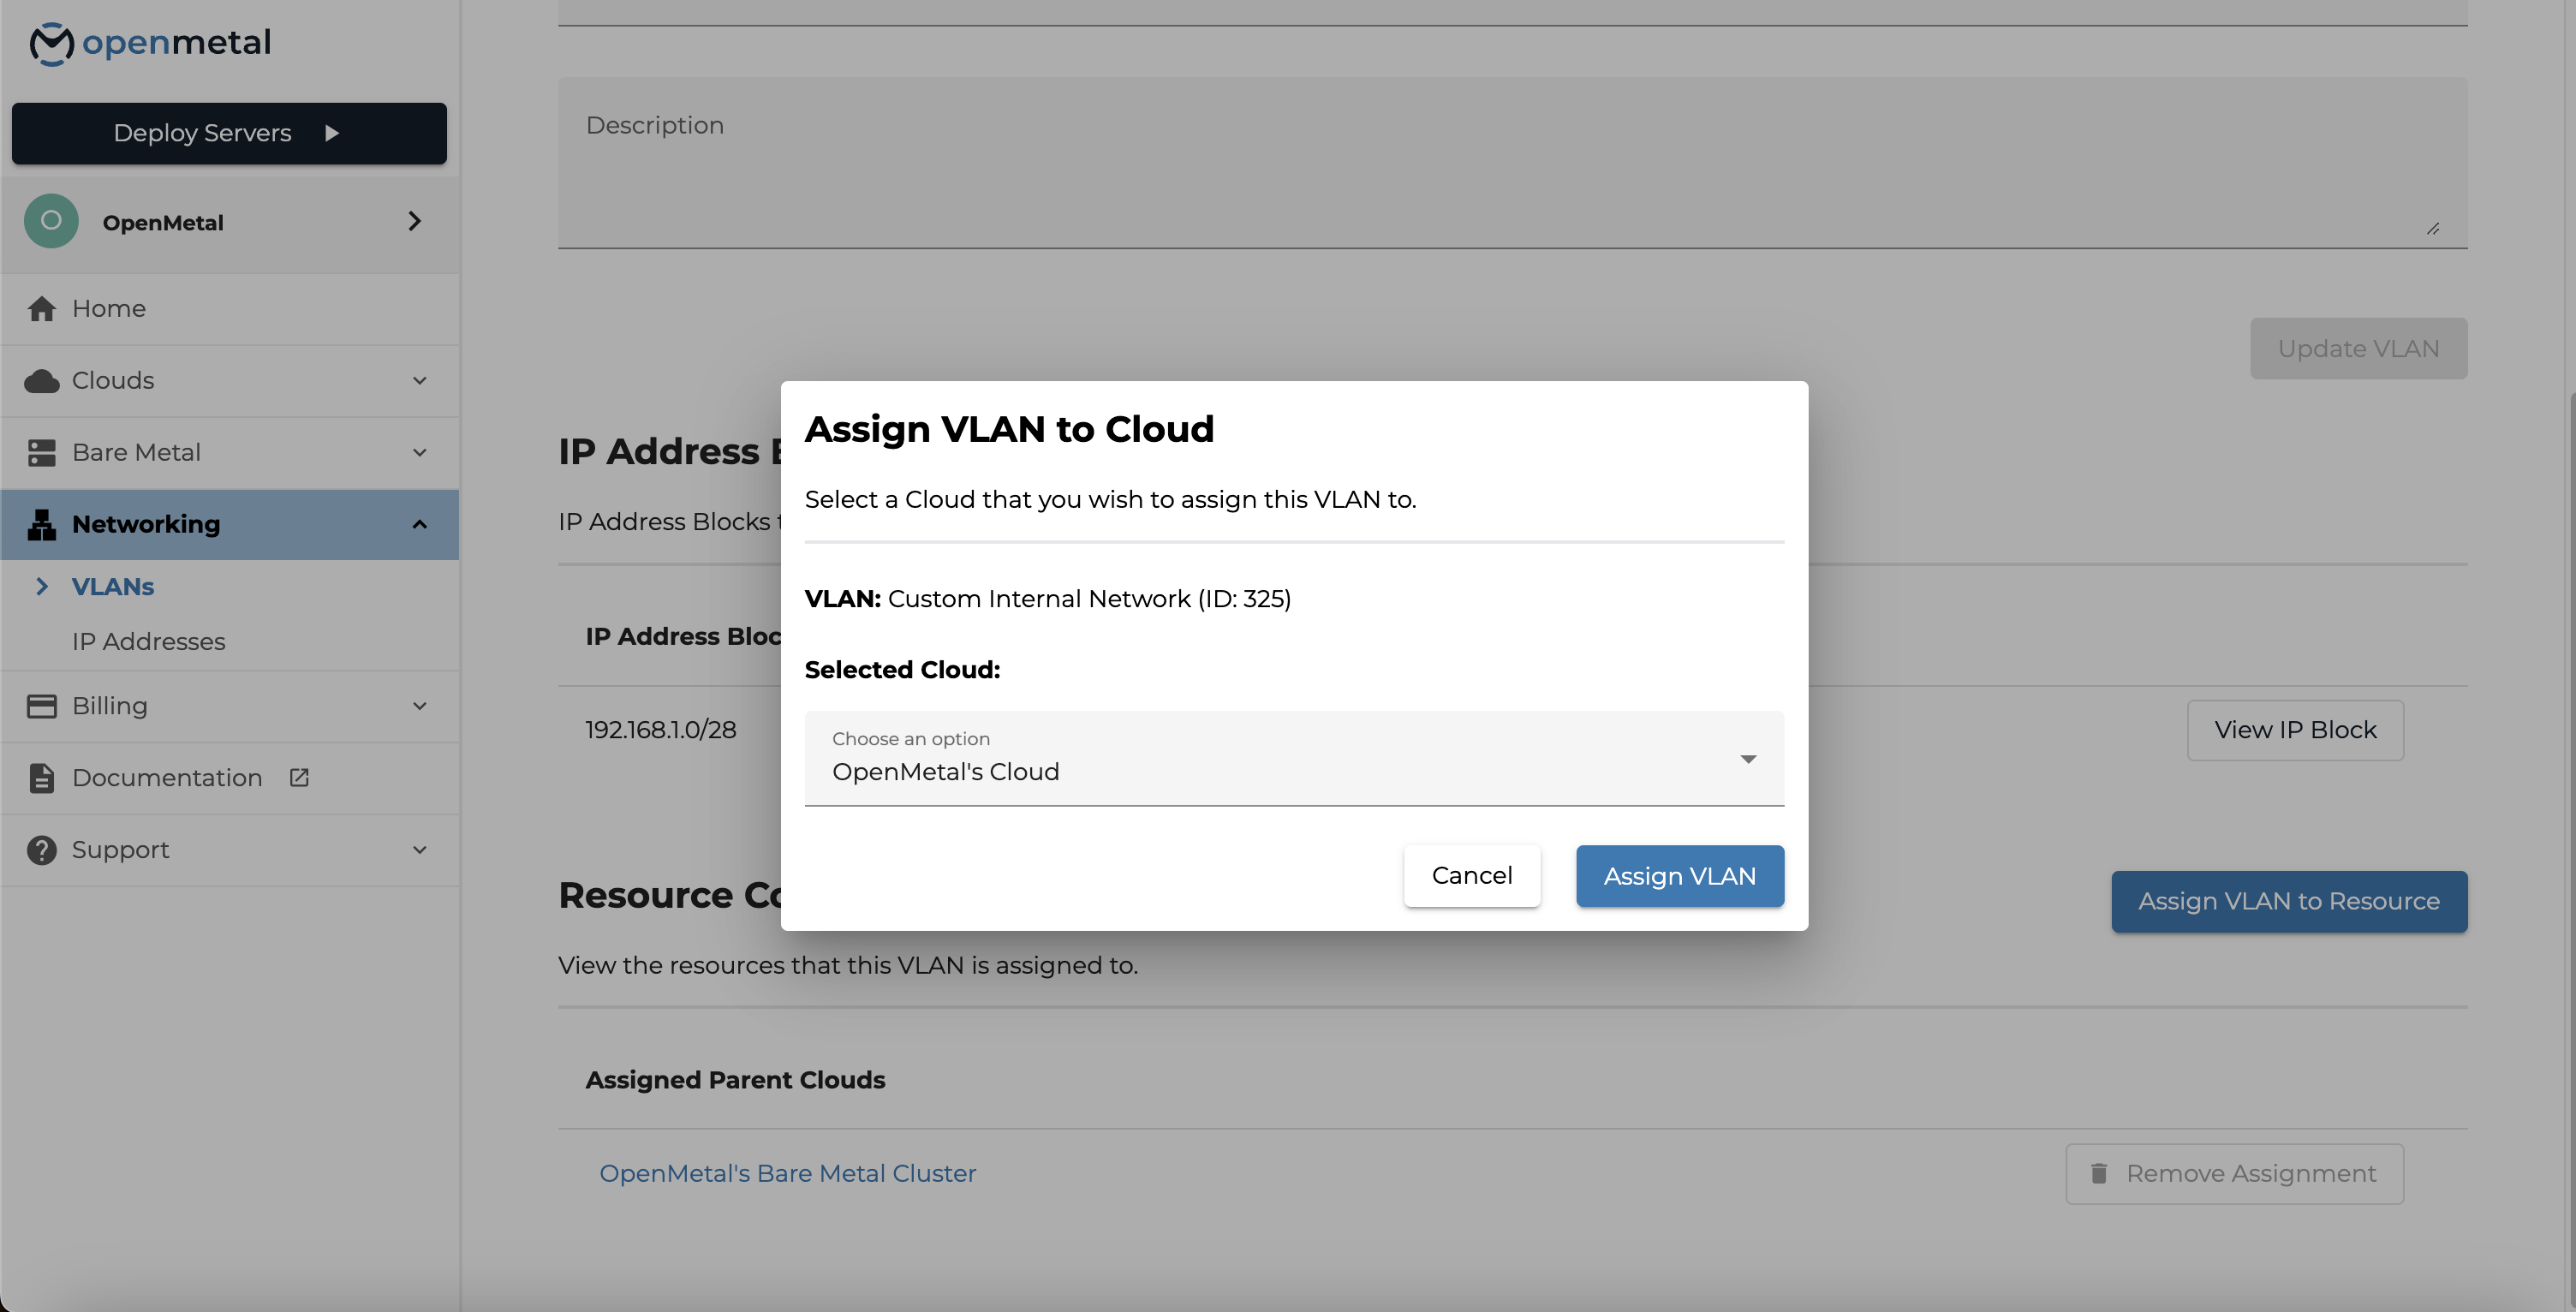 openmetal
Deploy Servers
O
OpenMetal
Home
Clouds
Bare Metal
Networking
VLANs
IP Addresses
Billing
Documentation
Support
Description
Update VLAN
IP Address
IP Address Blocks
IP Address Bloc
192.168.1.0/28
View IP Block
Resource Co
Assign VLAN to Resource
View the resources that this VLAN is assigned to.
Assigned Parent Clouds
OpenMetal's Bare Metal Cluster
Remove Assignment
Assign VLAN to Cloud
Select a Cloud that you wish to assign this VLAN to.
VLAN: Custom Internal Network (ID: 325)
Selected Cloud:
Choose an option
OpenMetal's Cloud
Cancel
Assign VLAN